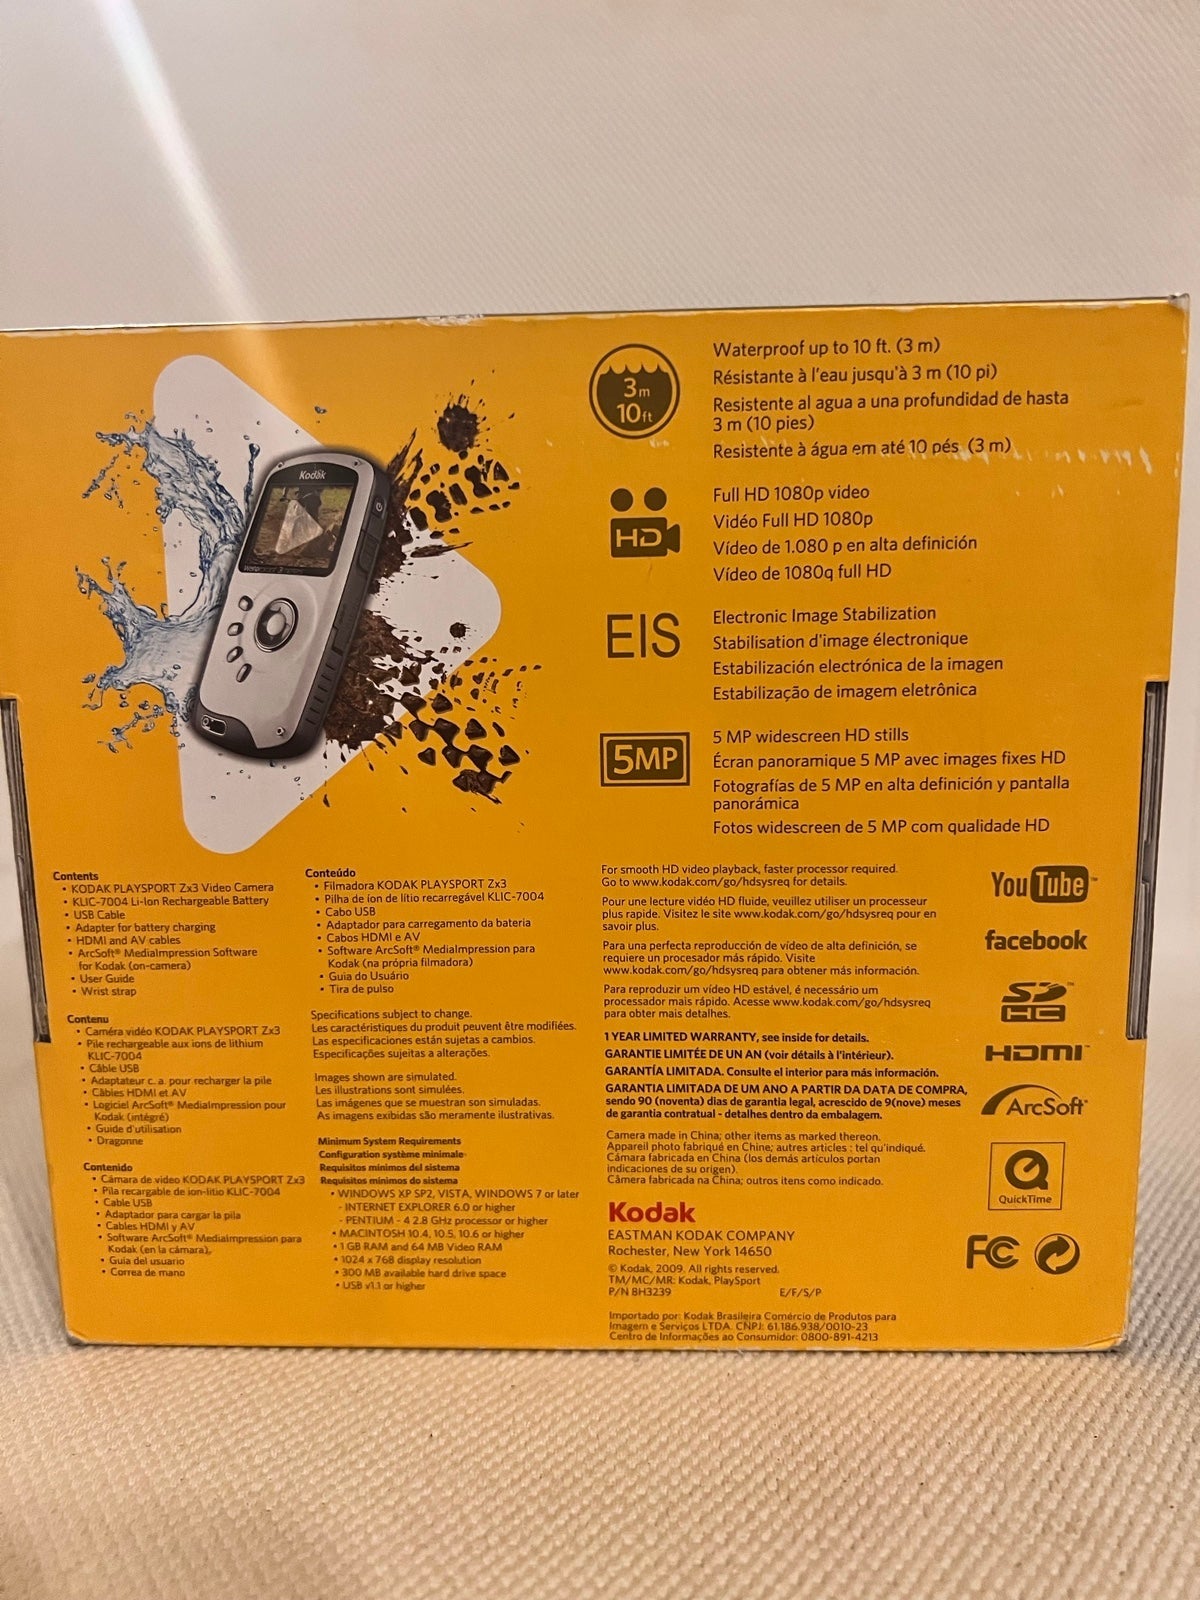 Kodak
3m
10ft
Waterproof up to 10 ft. (3 m)
Résistante à l'eau jusqu'à 3 m (10 pi)
Resistente al agua a una profundidad de hasta
3 m (10 pies)
Resistente à água em até 10 pés (3 m)
HD
Full HD 1080p video
Vidéo Full HD 1080p
Vídeo de 1.080 p en alta definición
Vídeo de 1080q full HD
EIS
Electronic Image Stabilization
Stabilisation d'image électronique
Estabilización electrónica de la imagen
Estabilização de imagem eletrônica
5MP
5 MP widescreen HD stills
Écran panoramique 5 MP avec images fixes HD
Fotografías de 5 MP en alta definición y pantalla
panorámica
Fotos widescreen de 5 MP com qualidade HD
Contents
• KODAK PLAYSPORT Zx3 Video Camera
• KLIC-7004 Li-Ion Rechargeable Battery
• USB Cable
• Adapter for battery charging
• HDMI and AV cables
• ArcSoft® MediaImpression Software
for Kodak (on-camera)
• User Guide
• Wrist strap
Contenu
• Caméra vidéo KODAK PLAYSPORT Zx3
• Pile rechargeable aux ions de lithium
KLIC-7004
• Câble USB
• Adaptateur c. a. pour recharger la pile
• Câbles HDMI et AV
• Logiciel ArcSoft® MediaImpression pour
Kodak (intégré)
• Guide d'utilisation
• Dragonne
Contenido
• Cámara de video KODAK PLAYSPORT Zx3
• Pila recargable de ion-litio KLIC-7004
• Cable USB
• Adaptador para cargar la pila
• Cables HDMI y AV
• Software ArcSoft® MediaImpression para
Kodak (en la cámara),
• Guía del usuario
• Correa de mano
Conteúdo
• Filmadora KODAK PLAYSPORT Zx3
• Pilha de íon de lítio recarregável KLIC-7004
• Cabo USB
• Adaptador para carregamento da bateria
• Cabos HDMI e AV
• Software ArcSoft® MediaImpression para
Kodak (na própria filmadora)
• Guia do Usuário
• Tira de pulso
Specifications subject to change.
Les caractéristiques du produit peuvent être modifiées.
Las especificaciones están sujetas a cambios.
Especificações sujeitas a alterações.
Images shown are simulated.
Les illustrations sont simulées.
Las imágenes que se muestran son simuladas.
As imagens exibidas são meramente ilustrativas.
Minimum System Requirements
Configuration système minimale
Requisitos mínimos del sistema
Requisitos mínimos do sistema
• WINDOWS XP SP2, VISTA, WINDOWS 7 or later
- INTERNET EXPLORER 6.0 or higher
- PENTIUM - 4 2.8 GHz processor or higher
• MACINTOSH 10.4, 10.5, 10.6 or higher
• 1 GB RAM and 64 MB Video RAM
• 1024 x 768 display resolution
• 300 MB available hard drive space
• USB v1.1 or higher
For smooth HD video playback, faster processor required.
Go to www.kodak.com/go/hdsysreq for details.
Pour une lecture vidéo HD fluide, veuillez utiliser un processeur
plus rapide. Visitez le site www.kodak.com/go/hdsysreq pour en
savoir plus.
Para una perfecta reproducción de vídeo de alta definición, se
requiere un procesador más rápido. Visite
www.kodak.com/go/hdsysreq para obtener más información.
Para reproduzir um vídeo HD estável, é necessário um
processador mais rápido. Acesse www.kodak.com/go/hdsysreq
para obter mais detalhes.
1 YEAR LIMITED WARRANTY, see inside for details.
GARANTIE LIMITÉE DE UN AN (voir détails à l'intérieur).
GARANTÍA LIMITADA. Consulte el interior para más información.
GARANTIA LIMITADA DE UM ANO A PARTIR DA DATA DE COMPRA,
sendo 90 (noventa) dias de garantia legal, acrescido de 9(nove) meses
de garantia contratual - detalhes dentro da embalagem.
Camera made in China; other items as marked thereon.
Appareil photo fabriqué en Chine; autres articles : tel qu'indiqué.
Cámara fabricada en China (los demás artículos portan
indicaciones de su origen).
Câmera fabricada na China; outros itens como indicado.
Kodak
EASTMAN KODAK COMPANY
Rochester, New York 14650
© Kodak, 2009. All rights reserved.
TM/MC/MR: Kodak, PlaySport
P/N 8H3239 E/F/S/P
Importado por: Kodak Brasileira Comércio de Produtos para
Imagem e Serviços LTDA. CNPJ: 61.186.938/0010-23
Centro de Informações ao Consumidor: 0800-891-4213
YouTube™
facebook
SD™
HC
HDMI™
ArcSoft®
QuickTime
FC